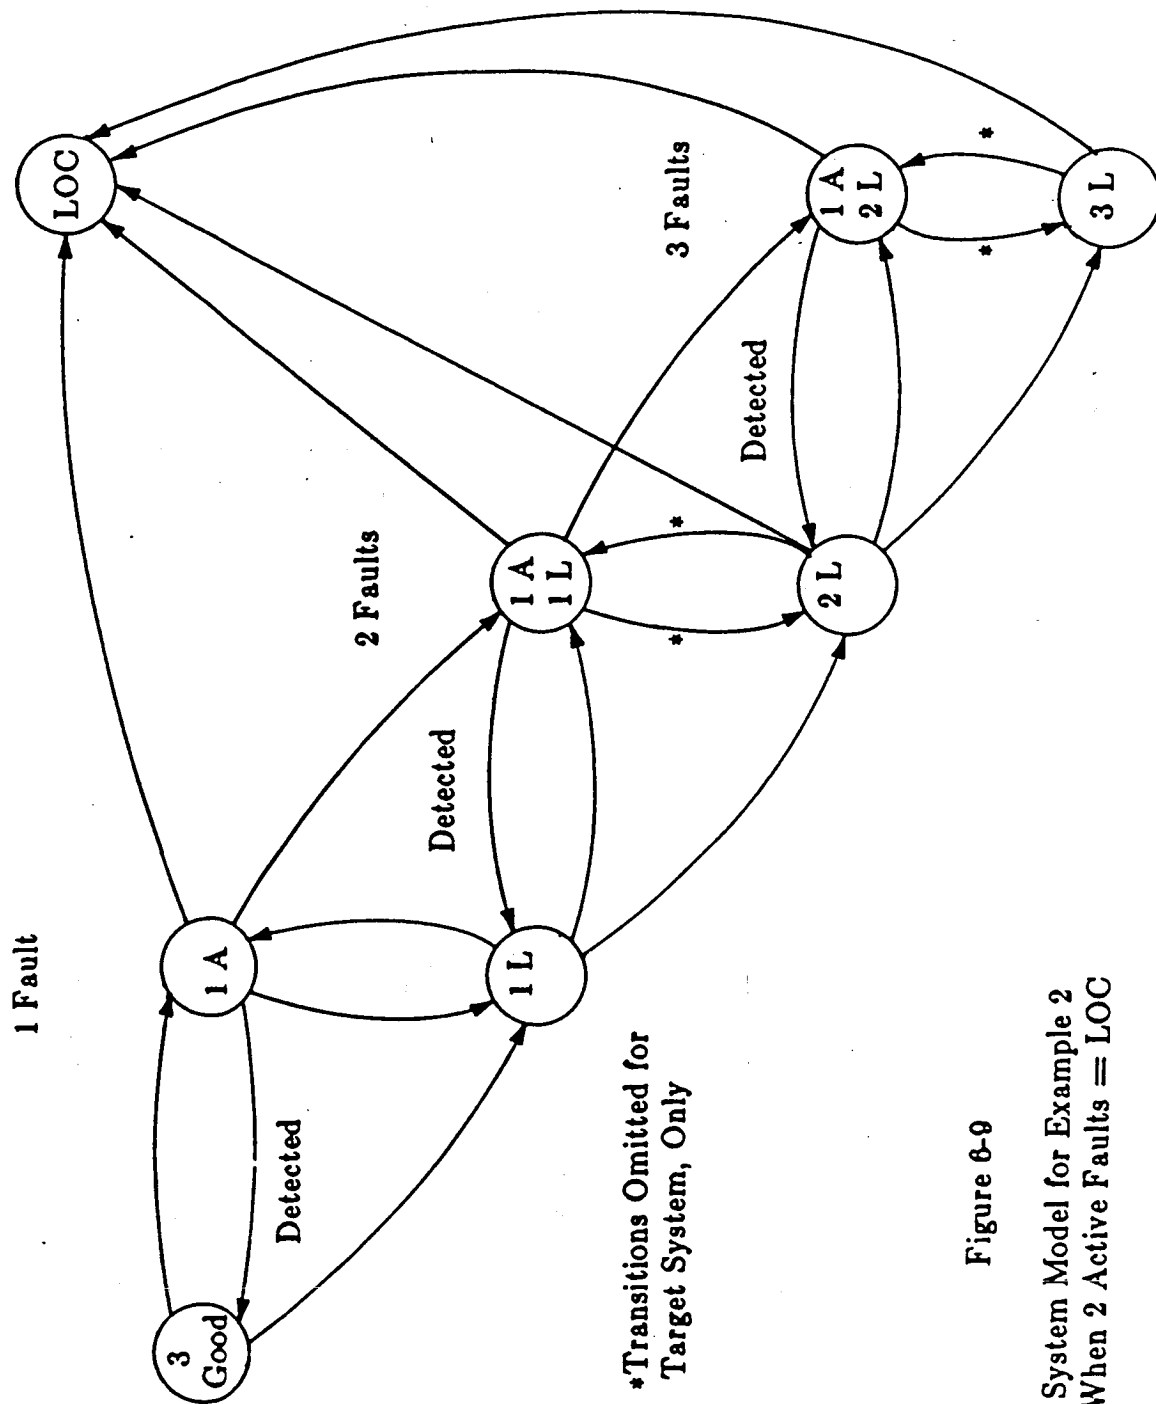 1 Fault
2 Faults
3 Faults
LOC
3
Good
1 A
1 L
1 A
1 L
2 L
1 A
2 L
3 L
Detected
Detected
Detected
*
*
*
*
*Transitions Omitted for
Target System, Only
Figure 6-9
System Model for Example 2
When 2 Active Faults = LOC